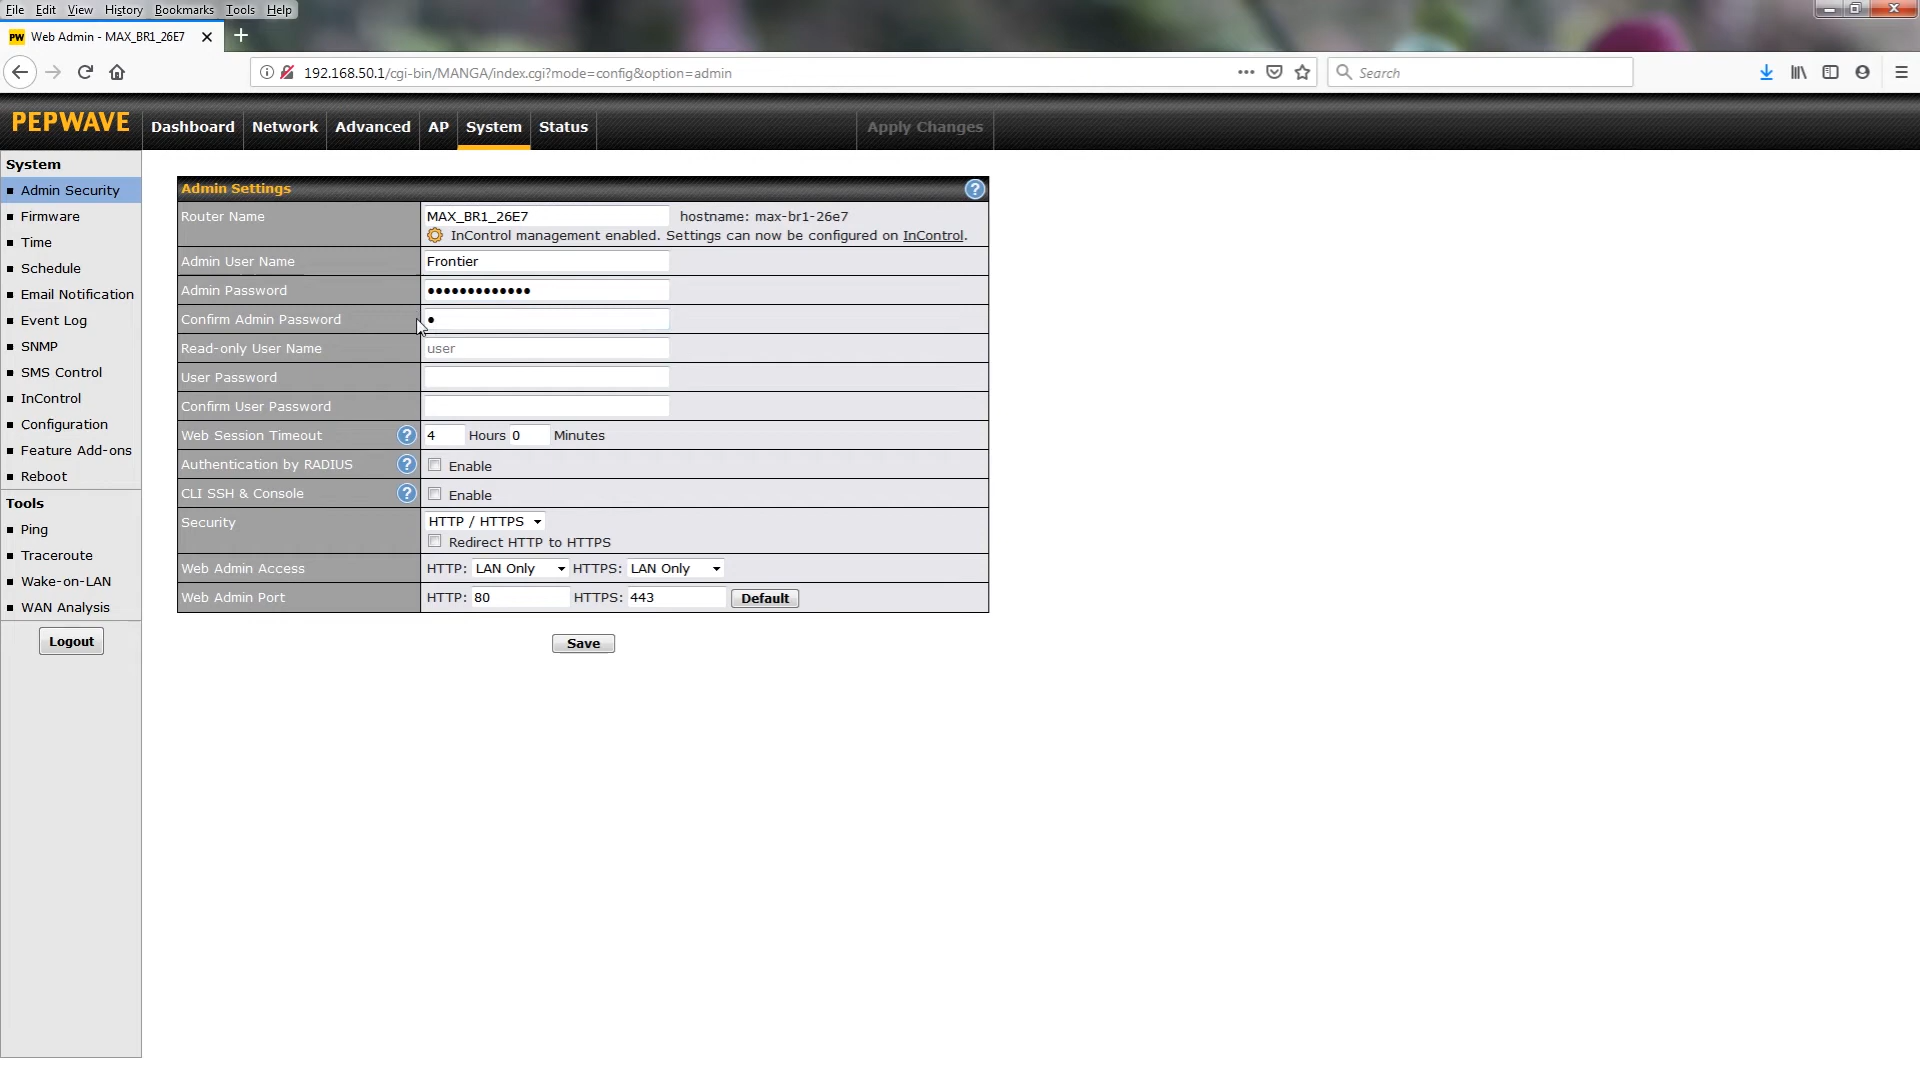 File Edit View History Bookmarks Tools Help
PW Web Admin - MAX_BR1_26E7
192.168.50.1/cgi-bin/MANGA/index.cgi?mode=config&option=admin
Search
PEPWAVE
Dashboard Network Advanced AP System Status Apply Changes
System
Admin Security
Firmware
Time
Schedule
Email Notification
Event Log
SNMP
SMS Control
InControl
Configuration
Feature Add-ons
Reboot
Tools
Ping
Traceroute
Wake-on-LAN
WAN Analysis
Logout
Admin Settings ?
Router Name MAX_BR1_26E7 hostname: max-br1-26e7
InControl management enabled. Settings can now be configured on InControl.
Admin User Name Frontier
Admin Password •••••••••••••
Confirm Admin Password •
Read-only User Name user
User Password
Confirm User Password
Web Session Timeout ? 4 Hours 0 Minutes
Authentication by RADIUS ? Enable
CLI SSH & Console ? Enable
Security HTTP / HTTPS
Redirect HTTP to HTTPS
Web Admin Access HTTP: LAN Only HTTPS: LAN Only
Web Admin Port HTTP: 80 HTTPS: 443 Default
Save